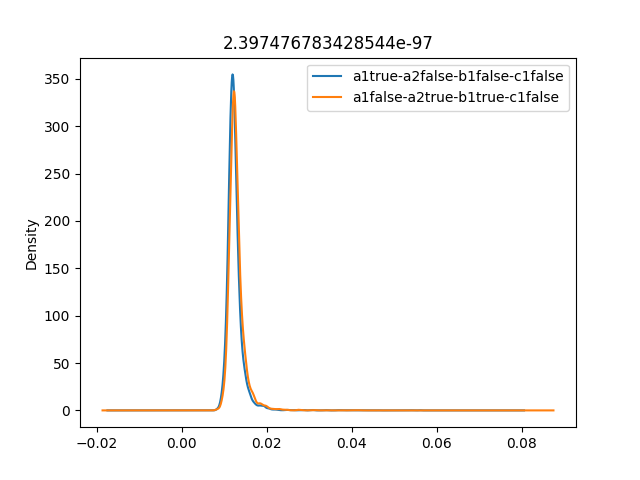 2.397476783428544e-97
a1true-a2false-b1false-c1false
a1false-a2true-b1true-c1false
Density
350
300
250
200
150
100
50
0
−0.02 0.00 0.02 0.04 0.06 0.08